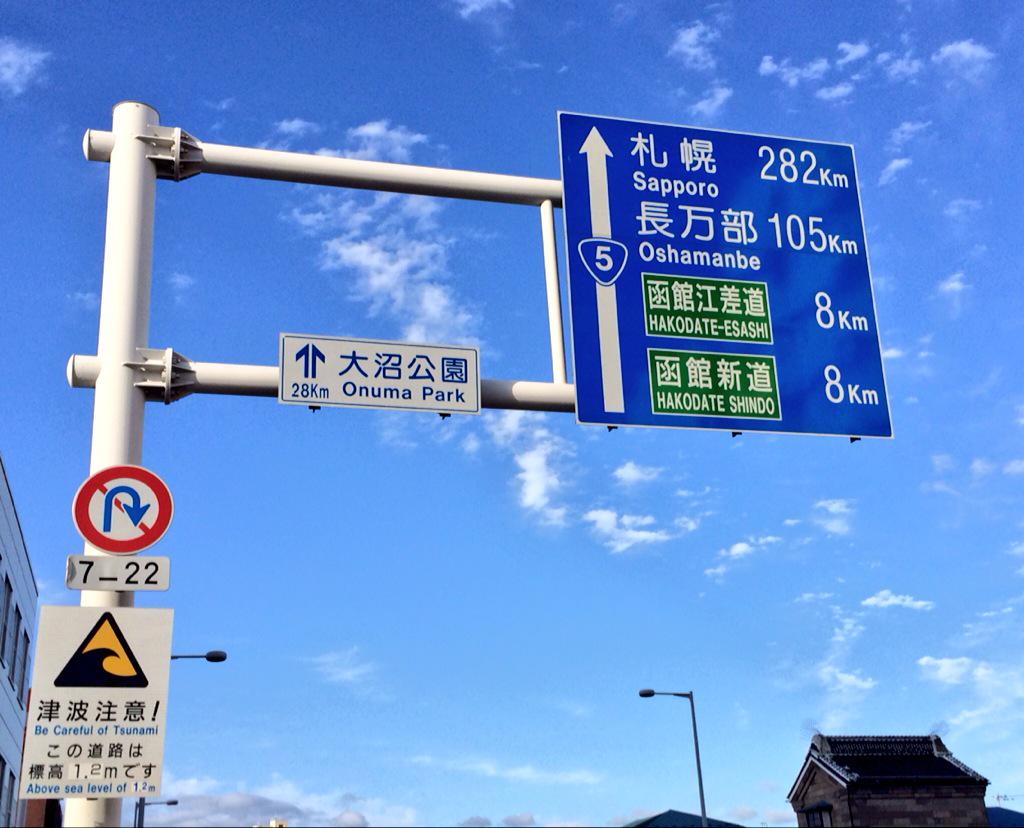 札幌 282Km
Sapporo
長万部 105Km
Oshamanbe
5
函館江差道 8Km
HAKODATE-ESASHI
函館新道 8Km
HAKODATE SHINDO
大沼公園
28Km Onuma Park
7-22
津波注意!
Be Careful of Tsunami
この道路は
標高 1.2mです
Above sea level of 1.2m